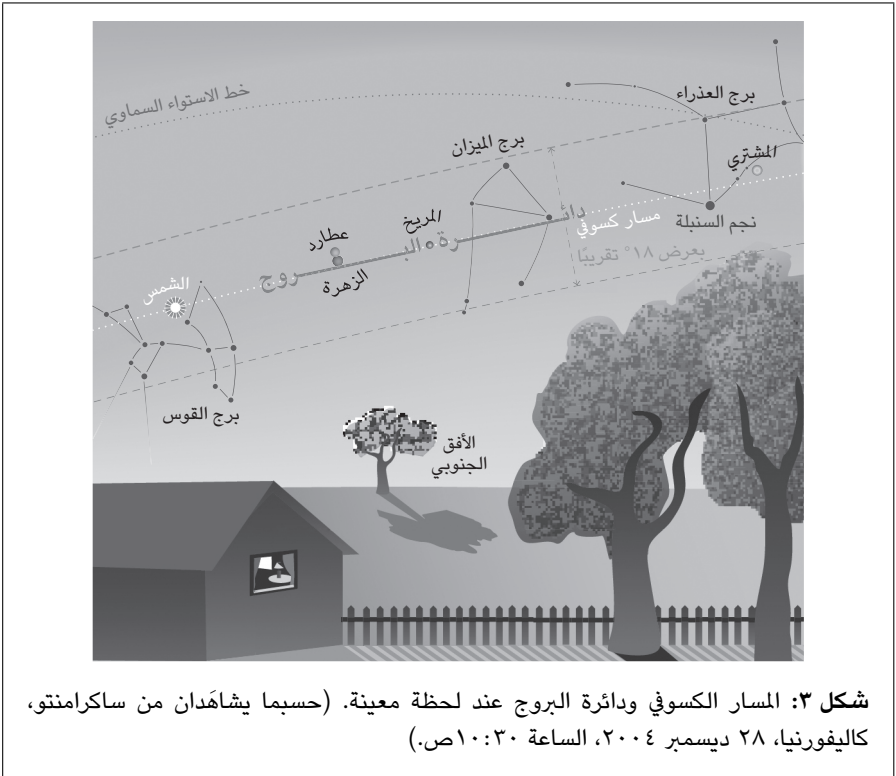 خط الاستواء السماوي
برج العذراء
برج الميزان
المشتري
دائرة البروج
مسار كسوفي
نجم السنبلة
المريخ
عطارد
الزهرة
بعرض ١٨° تقريبًا
الشمس
برج القوس
الأفق
الجنوبي
شكل ٣: المسار الكسوفي ودائرة البروج عند لحظة معينة. (حسبما يشاهَدان من ساكرامنتو،
كاليفورنيا، ٢٨ ديسمبر ٢٠٠٤، الساعة ١٠:٣٠ص.)